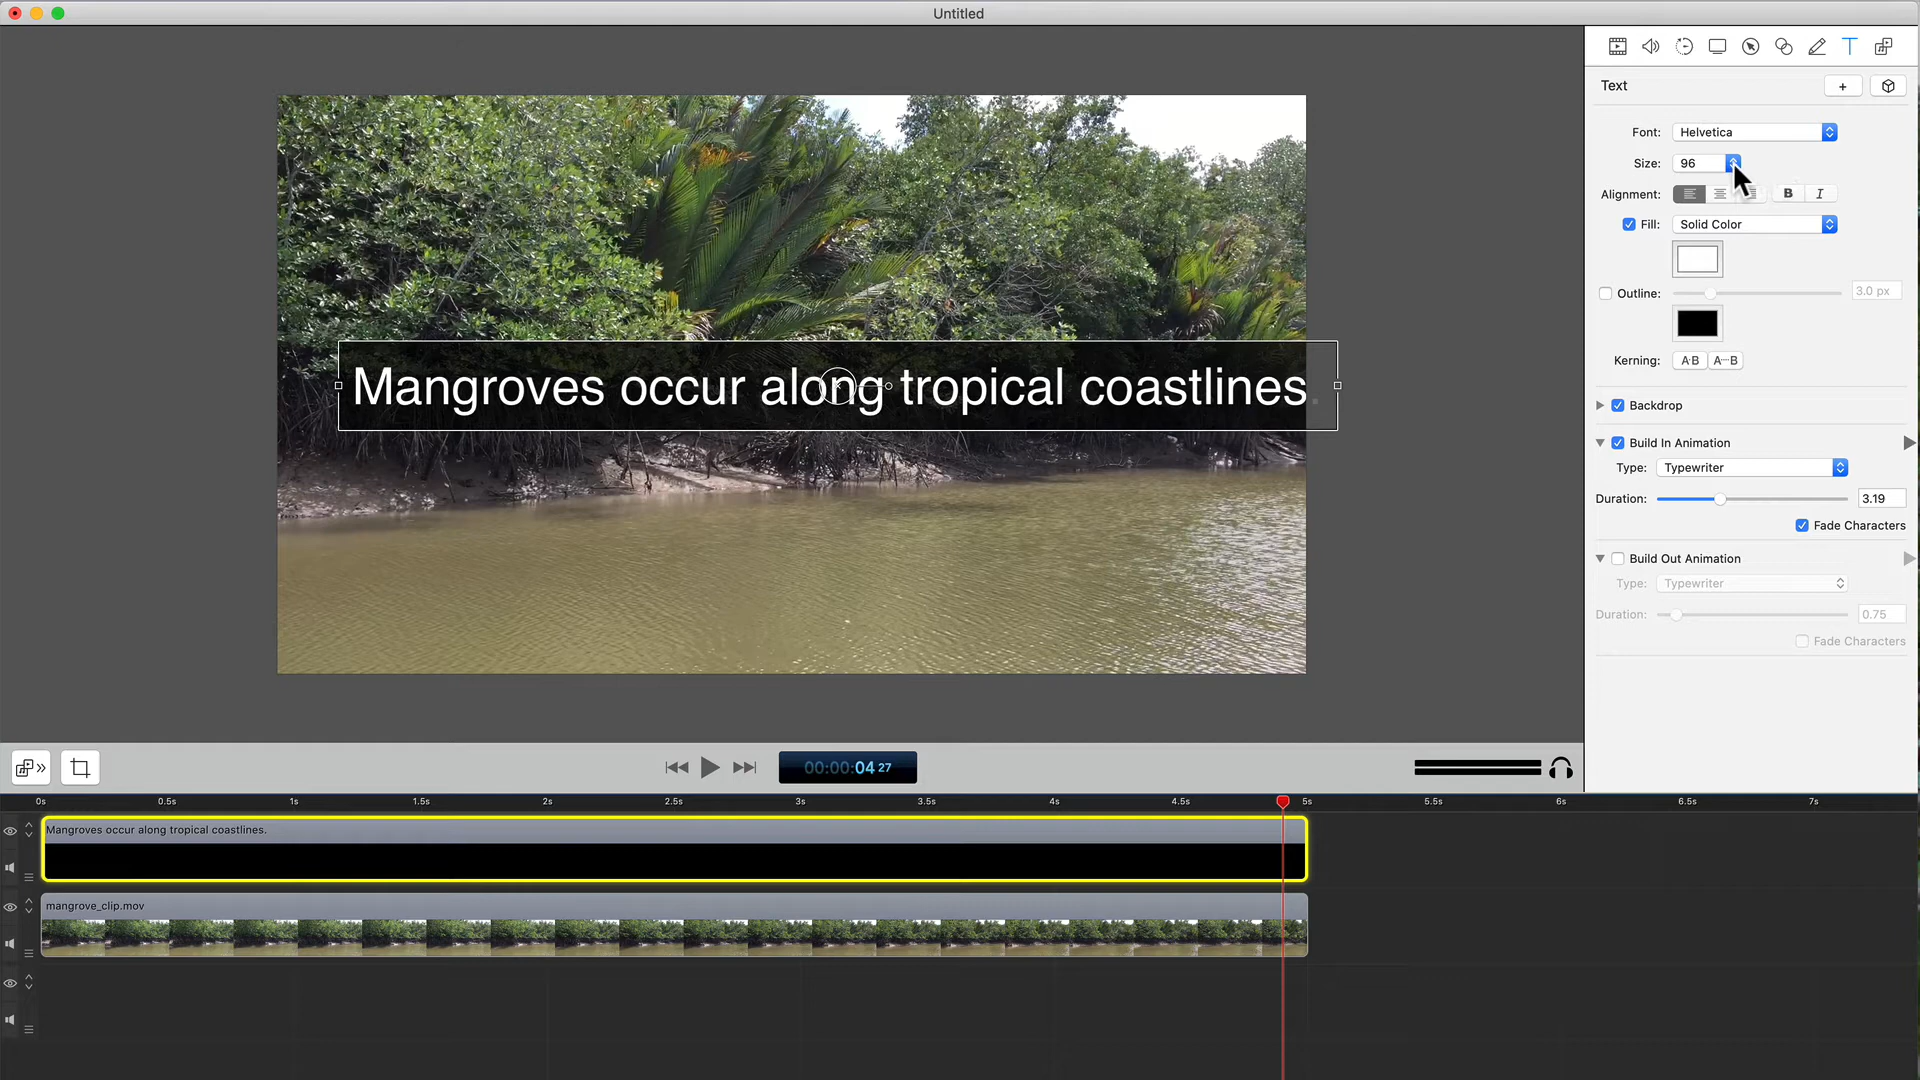 Untitled
Text
+
Font: Helvetica
Size: 96
Alignment: B I
Fill: Solid Color
Outline: 3.0 px
Kerning: A·B A···B
Backdrop
Build In Animation
Type: Typewriter
Duration: 3.19
Fade Characters
Build Out Animation
Type: Typewriter
Duration: 0.75
Fade Characters
Mangroves occur along tropical coastlines.
00:00:04 27
0s 0.5s 1s 1.5s 2s 2.5s 3s 3.5s 4s 4.5s 5s 5.5s 6s 6.5s 7s
Mangroves occur along tropical coastlines.
mangrove_clip.mov